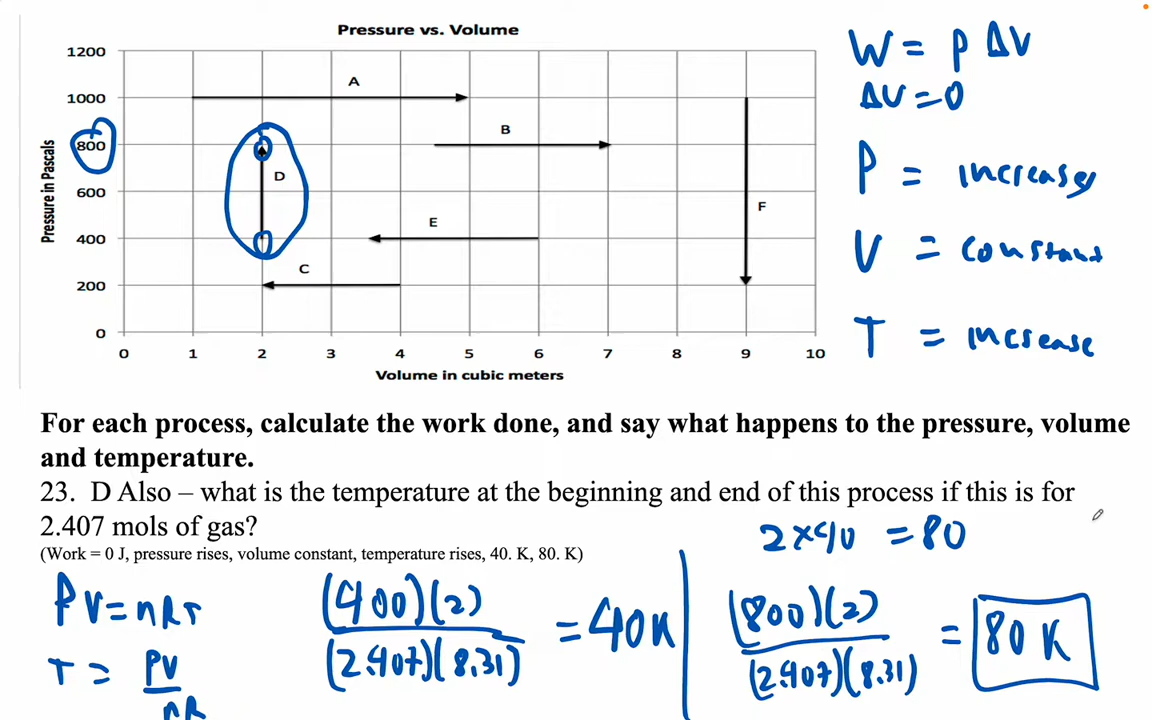 Pressure vs. Volume
W = P ΔV
ΔV = 0
P = increases
V = constant
T = increase
Pressure in Pascals
1200
1000
800
600
400
200
0
A
B
D
F
E
C
0 1 2 3 4 5 6 7 8 9 10
Volume in cubic meters
For each process, calculate the work done, and say what happens to the pressure, volume
and temperature.
23. D Also – what is the temperature at the beginning and end of this process if this is for
2.407 mols of gas?
(Work = 0 J, pressure rises, volume constant, temperature rises, 40. K, 80. K)
2 x 40 = 80
PV = nRT
T = PV / nR
(400)(2) / (2.407)(8.31) = 40K
(800)(2) / (2.407)(8.31) = 80 K